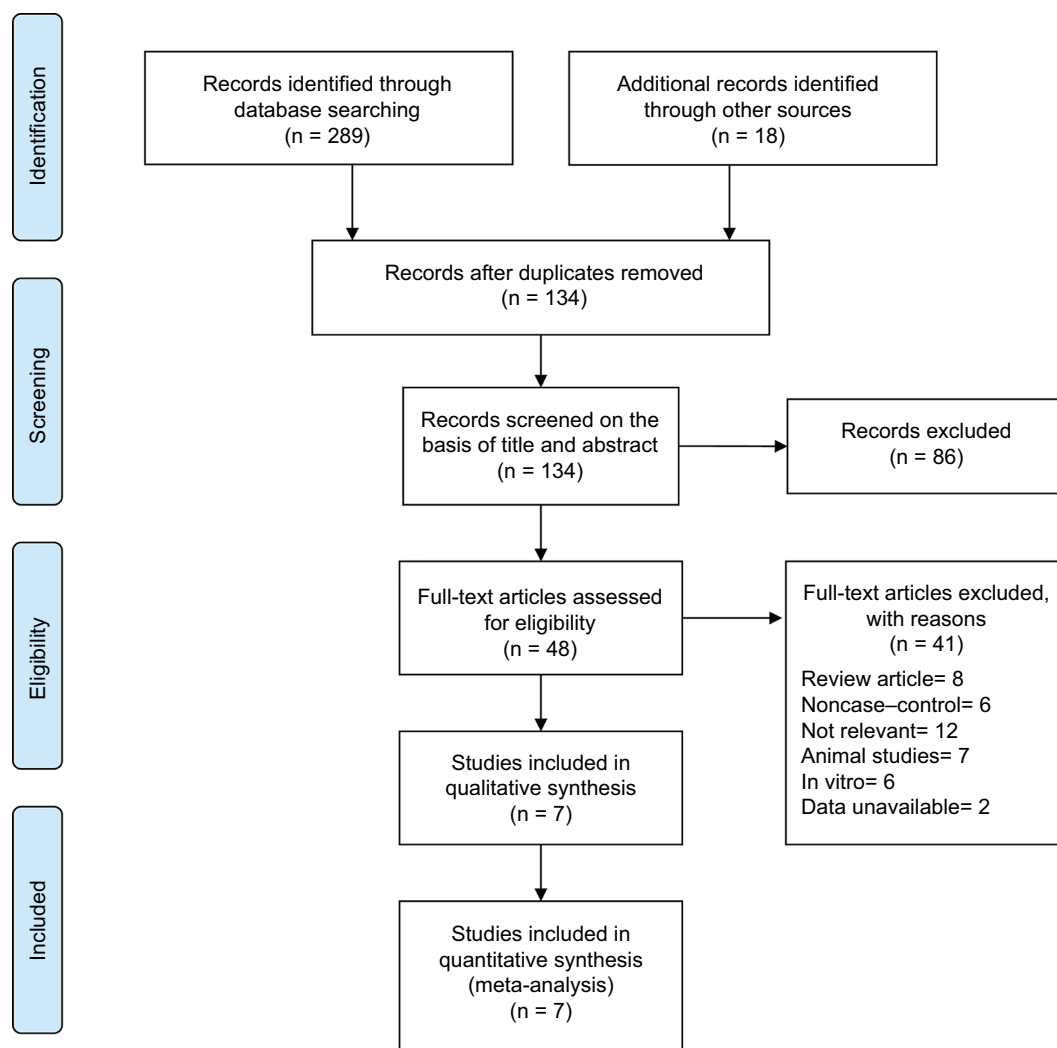 Identification
Records identified through
database searching
(n = 289)
Additional records identified
through other sources
(n = 18)
Records after duplicates removed
(n = 134)
Screening
Records screened on the
basis of title and abstract
(n = 134)
Records excluded
(n = 86)
Eligibility
Full-text articles assessed
for eligibility
(n = 48)
Full-text articles excluded,
with reasons
(n = 41)
Review article= 8
Noncase–control= 6
Not relevant= 12
Animal studies= 7
In vitro= 6
Data unavailable= 2
Studies included in
qualitative synthesis
(n = 7)
Included
Studies included in
quantitative synthesis
(meta-analysis)
(n = 7)